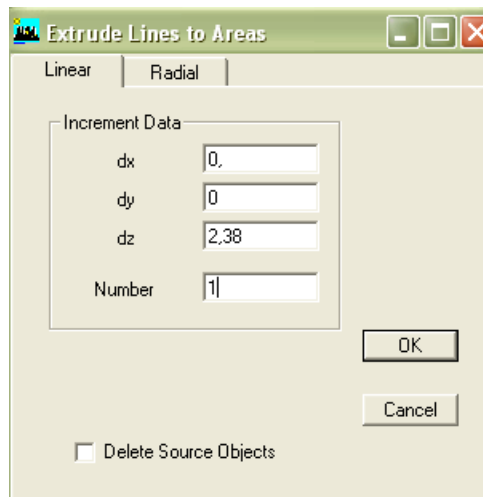 Extrude Lines to Areas
Linear Radial
Increment Data
dx 0,
dy 0
dz 2,38
Number 1
OK
Cancel
Delete Source Objects